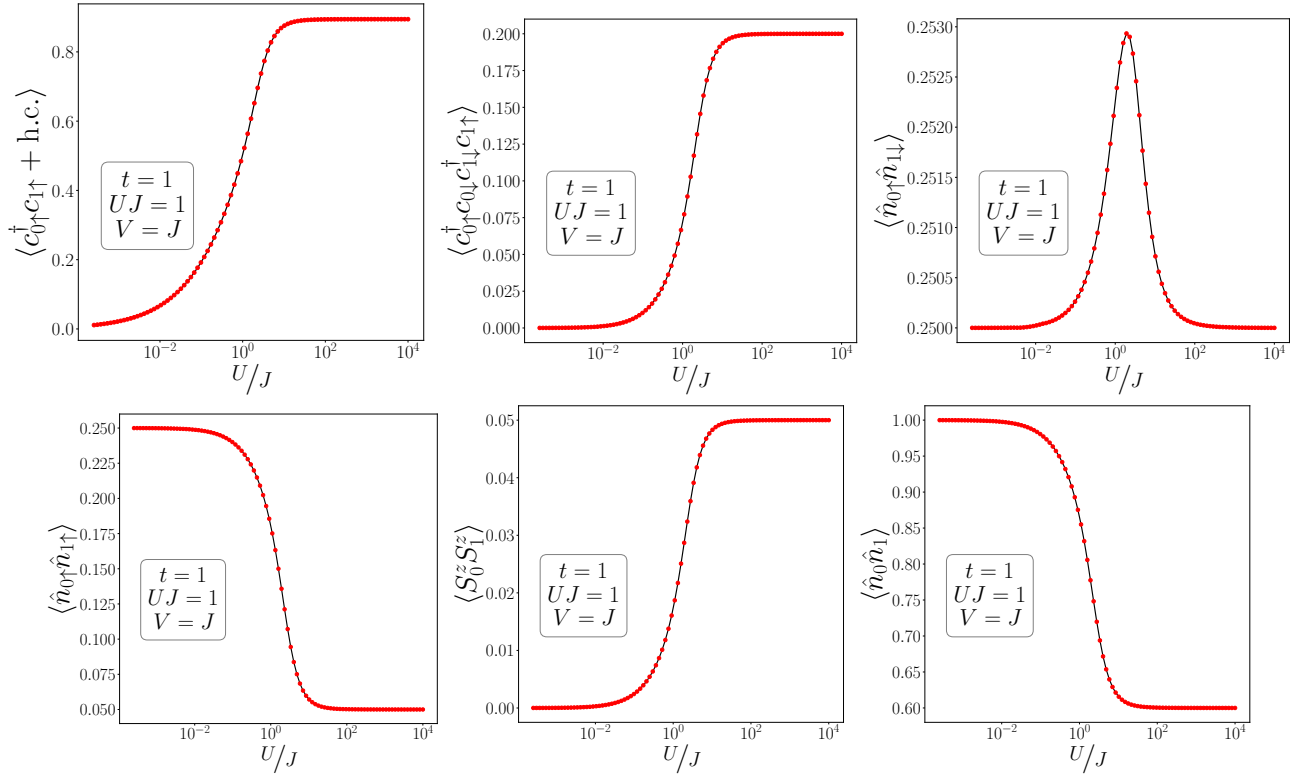 0.8
0.6
0.4
0.2
0.0
⟨c†0↑c1↑ + h.c.⟩
t = 1
UJ = 1
V = J
10⁻² 10⁰ 10² 10⁴
U/J
0.200
0.175
0.150
0.125
0.100
0.075
0.050
0.025
0.000
⟨c†0↑c0↓c†1↓c1↑⟩
t = 1
UJ = 1
V = J
10⁻² 10⁰ 10² 10⁴
U/J
0.2530
0.2525
0.2520
0.2515
0.2510
0.2505
0.2500
⟨n̂0↑n̂1↓⟩
t = 1
UJ = 1
V = J
10⁻² 10⁰ 10² 10⁴
U/J
0.250
0.225
0.200
0.175
0.150
0.125
0.100
0.075
0.050
⟨n̂0↑n̂1↑⟩
t = 1
UJ = 1
V = J
10⁻² 10⁰ 10² 10⁴
U/J
0.05
0.04
0.03
0.02
0.01
0.00
⟨Sᶻ0Sᶻ1⟩
t = 1
UJ = 1
V = J
10⁻² 10⁰ 10² 10⁴
U/J
1.00
0.95
0.90
0.85
0.80
0.75
0.70
0.65
0.60
⟨n̂0n̂1⟩
t = 1
UJ = 1
V = J
10⁻² 10⁰ 10² 10⁴
U/J